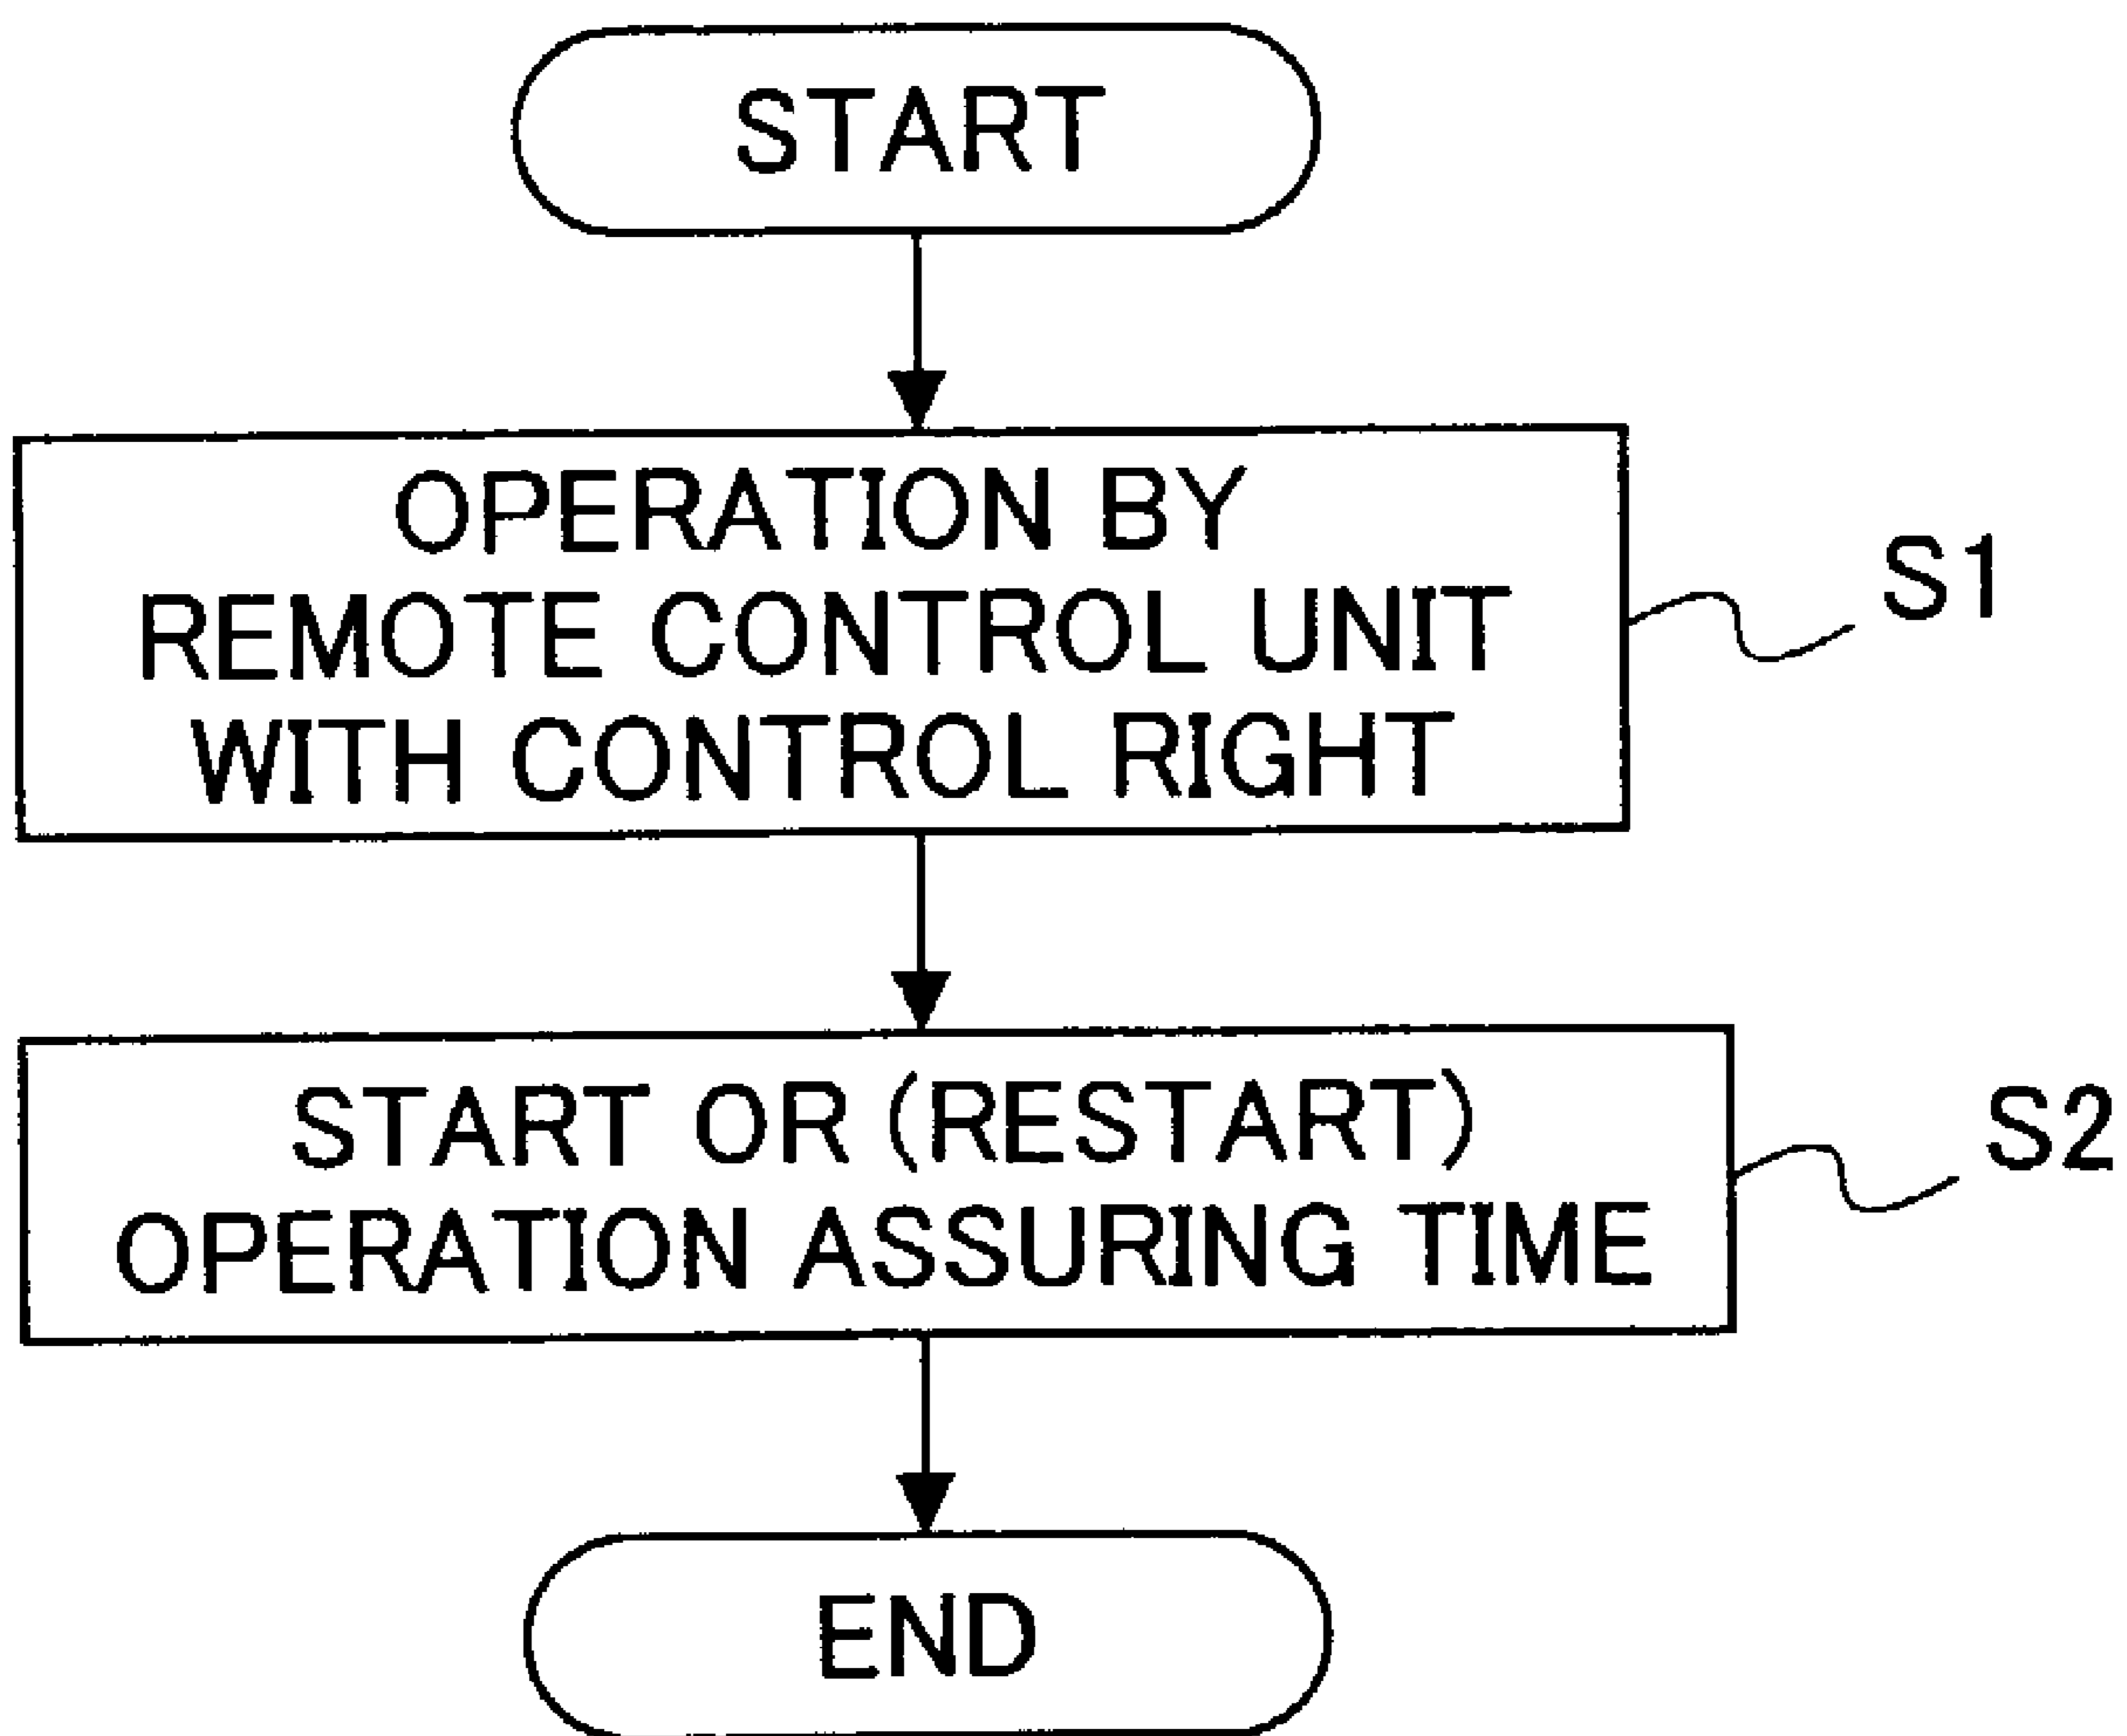 START
OPERATION BY
REMOTE CONTROL UNIT
WITH CONTROL RIGHT
S1
START OR (RESTART)
OPERATION ASSURING TIME
S2
END